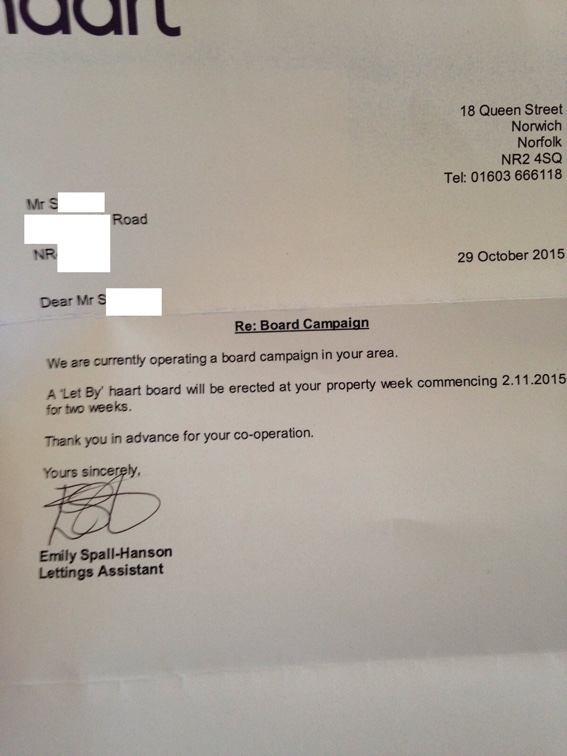 haart
18 Queen Street
Norwich
Norfolk
NR2 4SQ
Tel: 01603 666118
Mr S
Road
NR
29 October 2015
Dear Mr S
Re: Board Campaign
We are currently operating a board campaign in your area.
A 'Let By' haart board will be erected at your property week commencing 2.11.2015
for two weeks.
Thank you in advance for your co-operation.
Yours sincerely,
Emily Spall-Hanson
Lettings Assistant